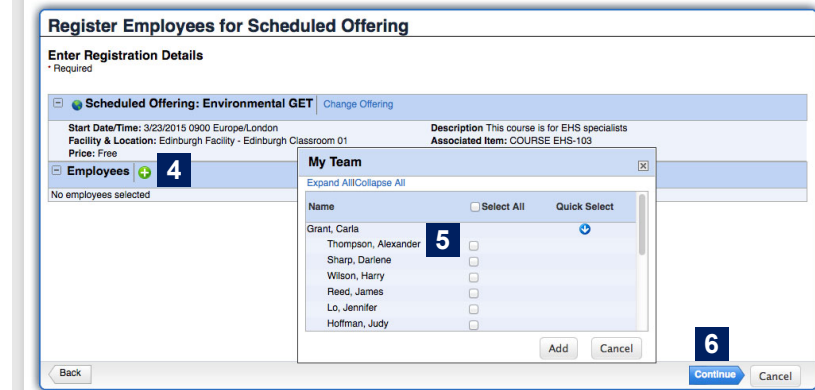 Register Employees for Scheduled Offering
Enter Registration Details
* Required
Scheduled Offering: Environmental GET Change Offering
Start Date/Time: 3/23/2015 0900 Europe/London
Facility & Location: Edinburgh Facility - Edinburgh Classroom 01
Price: Free
Description This course is for EHS specialists
Associated Item: COURSE EHS-103
Employees 4
No employees selected
My Team
Expand All|Collapse All
Name Select All Quick Select
Grant, Carla
5
Thompson, Alexander
Sharp, Darlene
Wilson, Harry
Reed, James
Lo, Jennifer
Hoffman, Judy
Add Cancel
6
Back Continue Cancel